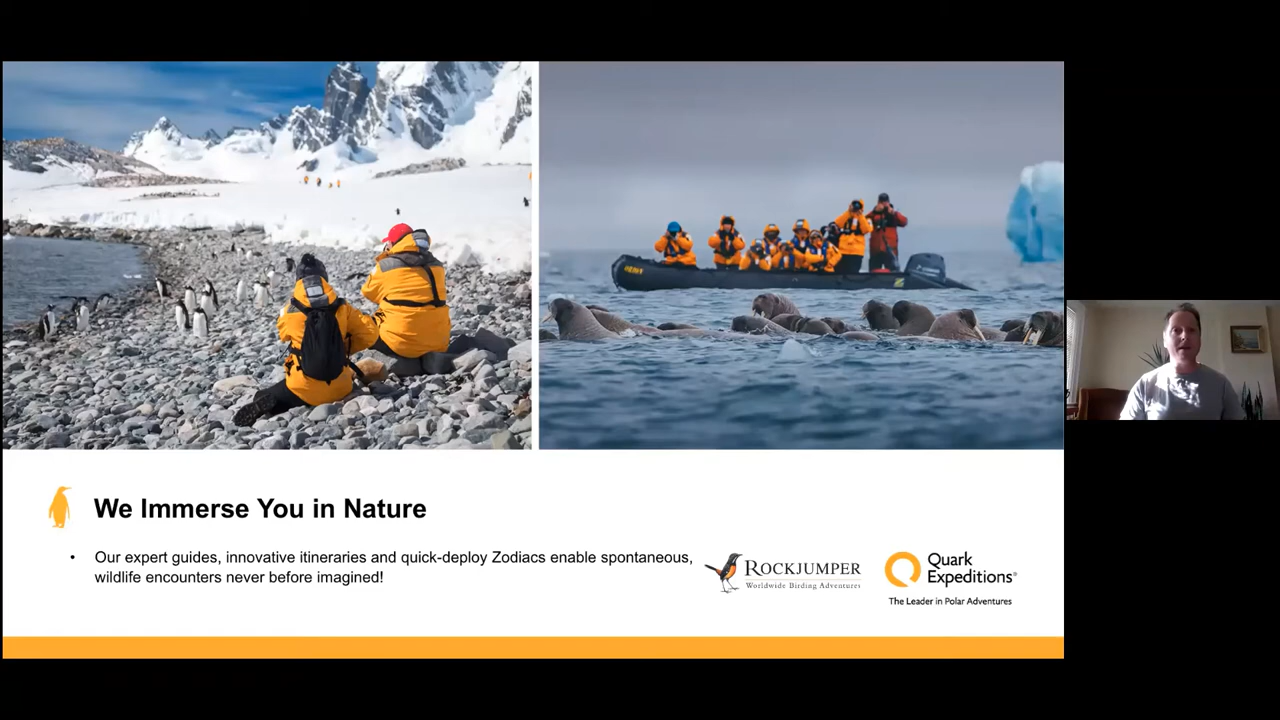 We Immerse You in Nature
• Our expert guides, innovative itineraries and quick-deploy Zodiacs enable spontaneous,
wildlife encounters never before imagined!
ROCKJUMPER
Worldwide Birding Adventures
Quark
Expeditions®
The Leader in Polar Adventures